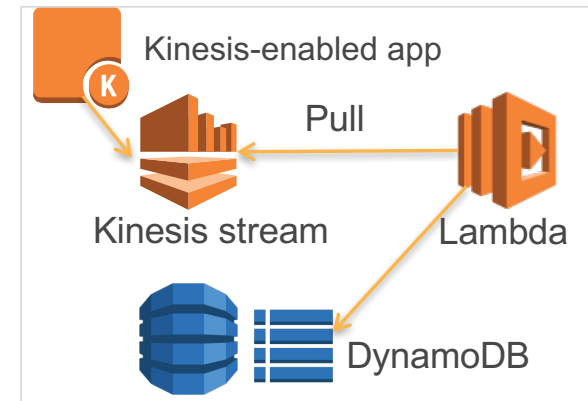 Kinesis-enabled app
K
Pull
Kinesis stream
Lambda
DynamoDB